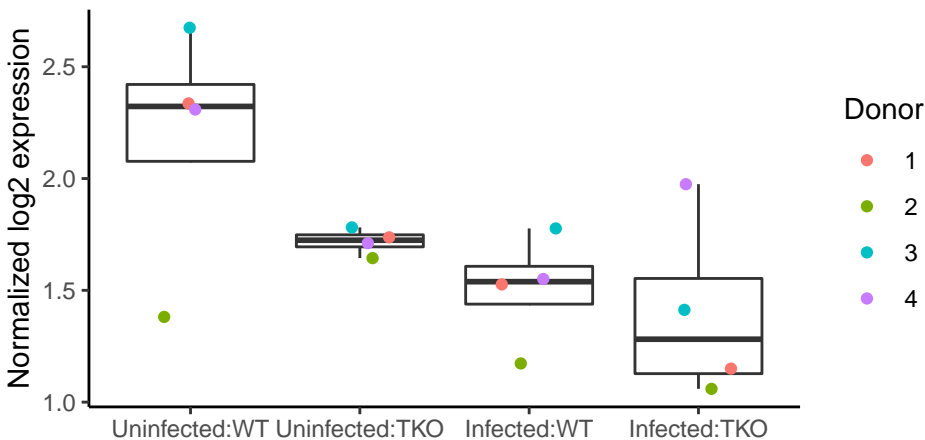 Normalized log2 expression
2.5
2.0
1.5
1.0
Uninfected:WT
Uninfected:TKO
Infected:WT
Infected:TKO
Donor
1
2
3
4